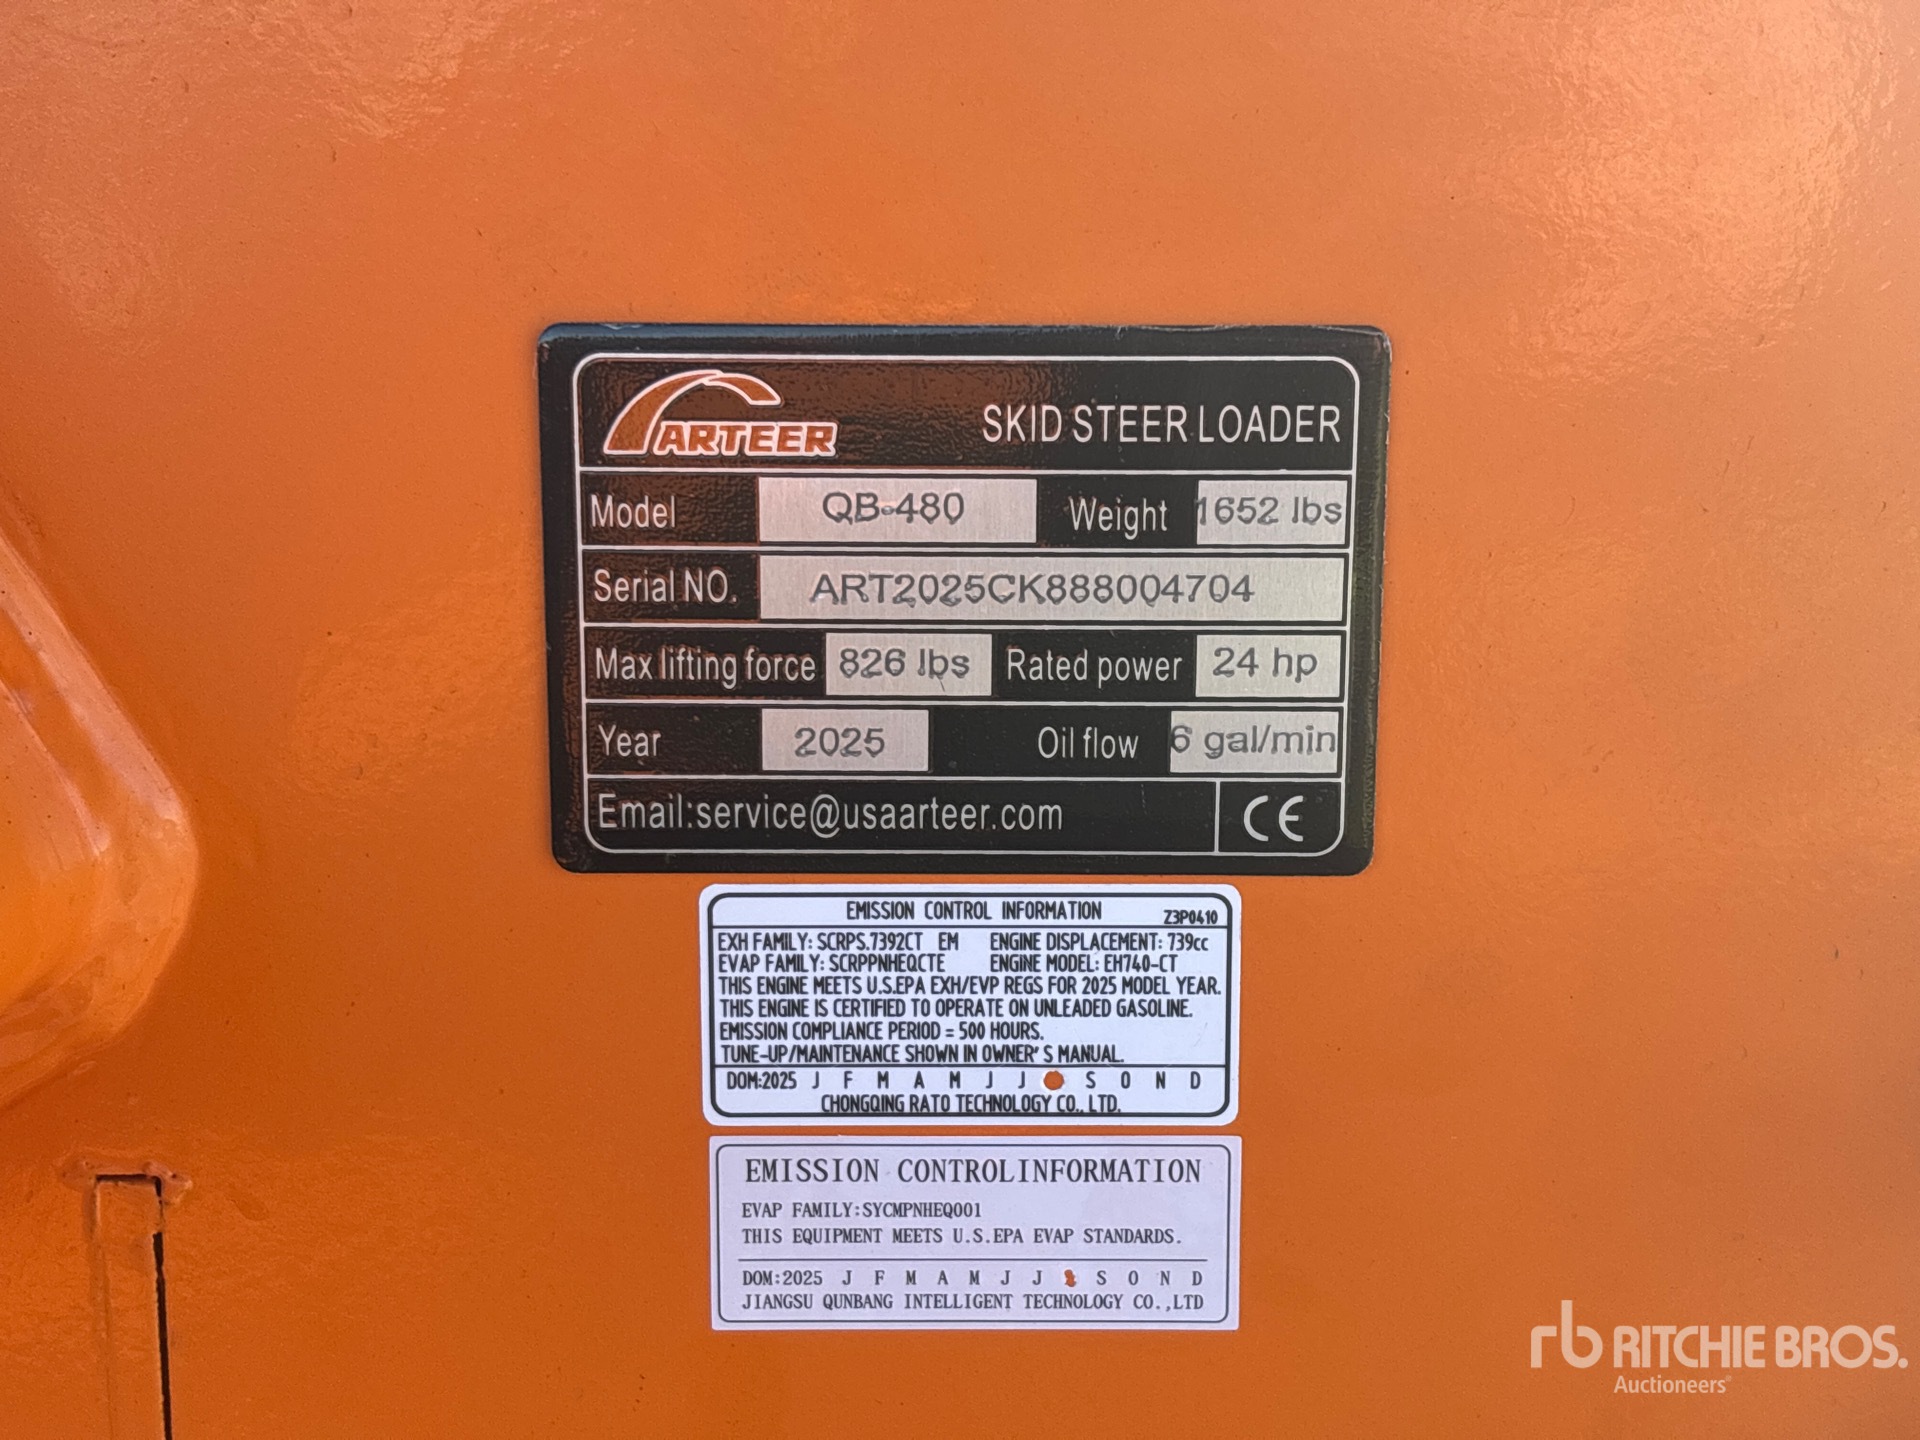 ARTEER SKID STEER LOADER
Model QB-480 Weight 1652 lbs
Serial NO. ART2025CK888004704
Max lifting force 826 lbs Rated power 24 hp
Year 2025 Oil flow 6 gal/min
Email:service@usaarteer.com CE
EMISSION CONTROL INFORMATION Z3P0410
EXH FAMILY: SCRPS.7392CT EM ENGINE DISPLACEMENT: 739cc
EVAP FAMILY: SCRPPNHEQCTE ENGINE MODEL: EH740-CT
THIS ENGINE MEETS U.S.EPA EXH/EVP REGS FOR 2025 MODEL YEAR.
THIS ENGINE IS CERTIFIED TO OPERATE ON UNLEADED GASOLINE.
EMISSION COMPLIANCE PERIOD = 500 HOURS.
TUNE-UP/MAINTENANCE SHOWN IN OWNER' S MANUAL.
DOM:2025 J F M A M J J S O N D
CHONGQING RATO TECHNOLOGY CO., LTD.
EMISSION CONTROLINFORMATION
EVAP FAMILY:SYCMPNHEQ001
THIS EQUIPMENT MEETS U.S.EPA EVAP STANDARDS.
DOM:2025 J F M A M J J S O N D
JIANGSU QUNBANG INTELLIGENT TECHNOLOGY CO.,LTD
rb RITCHIE BROS.
Auctioneers